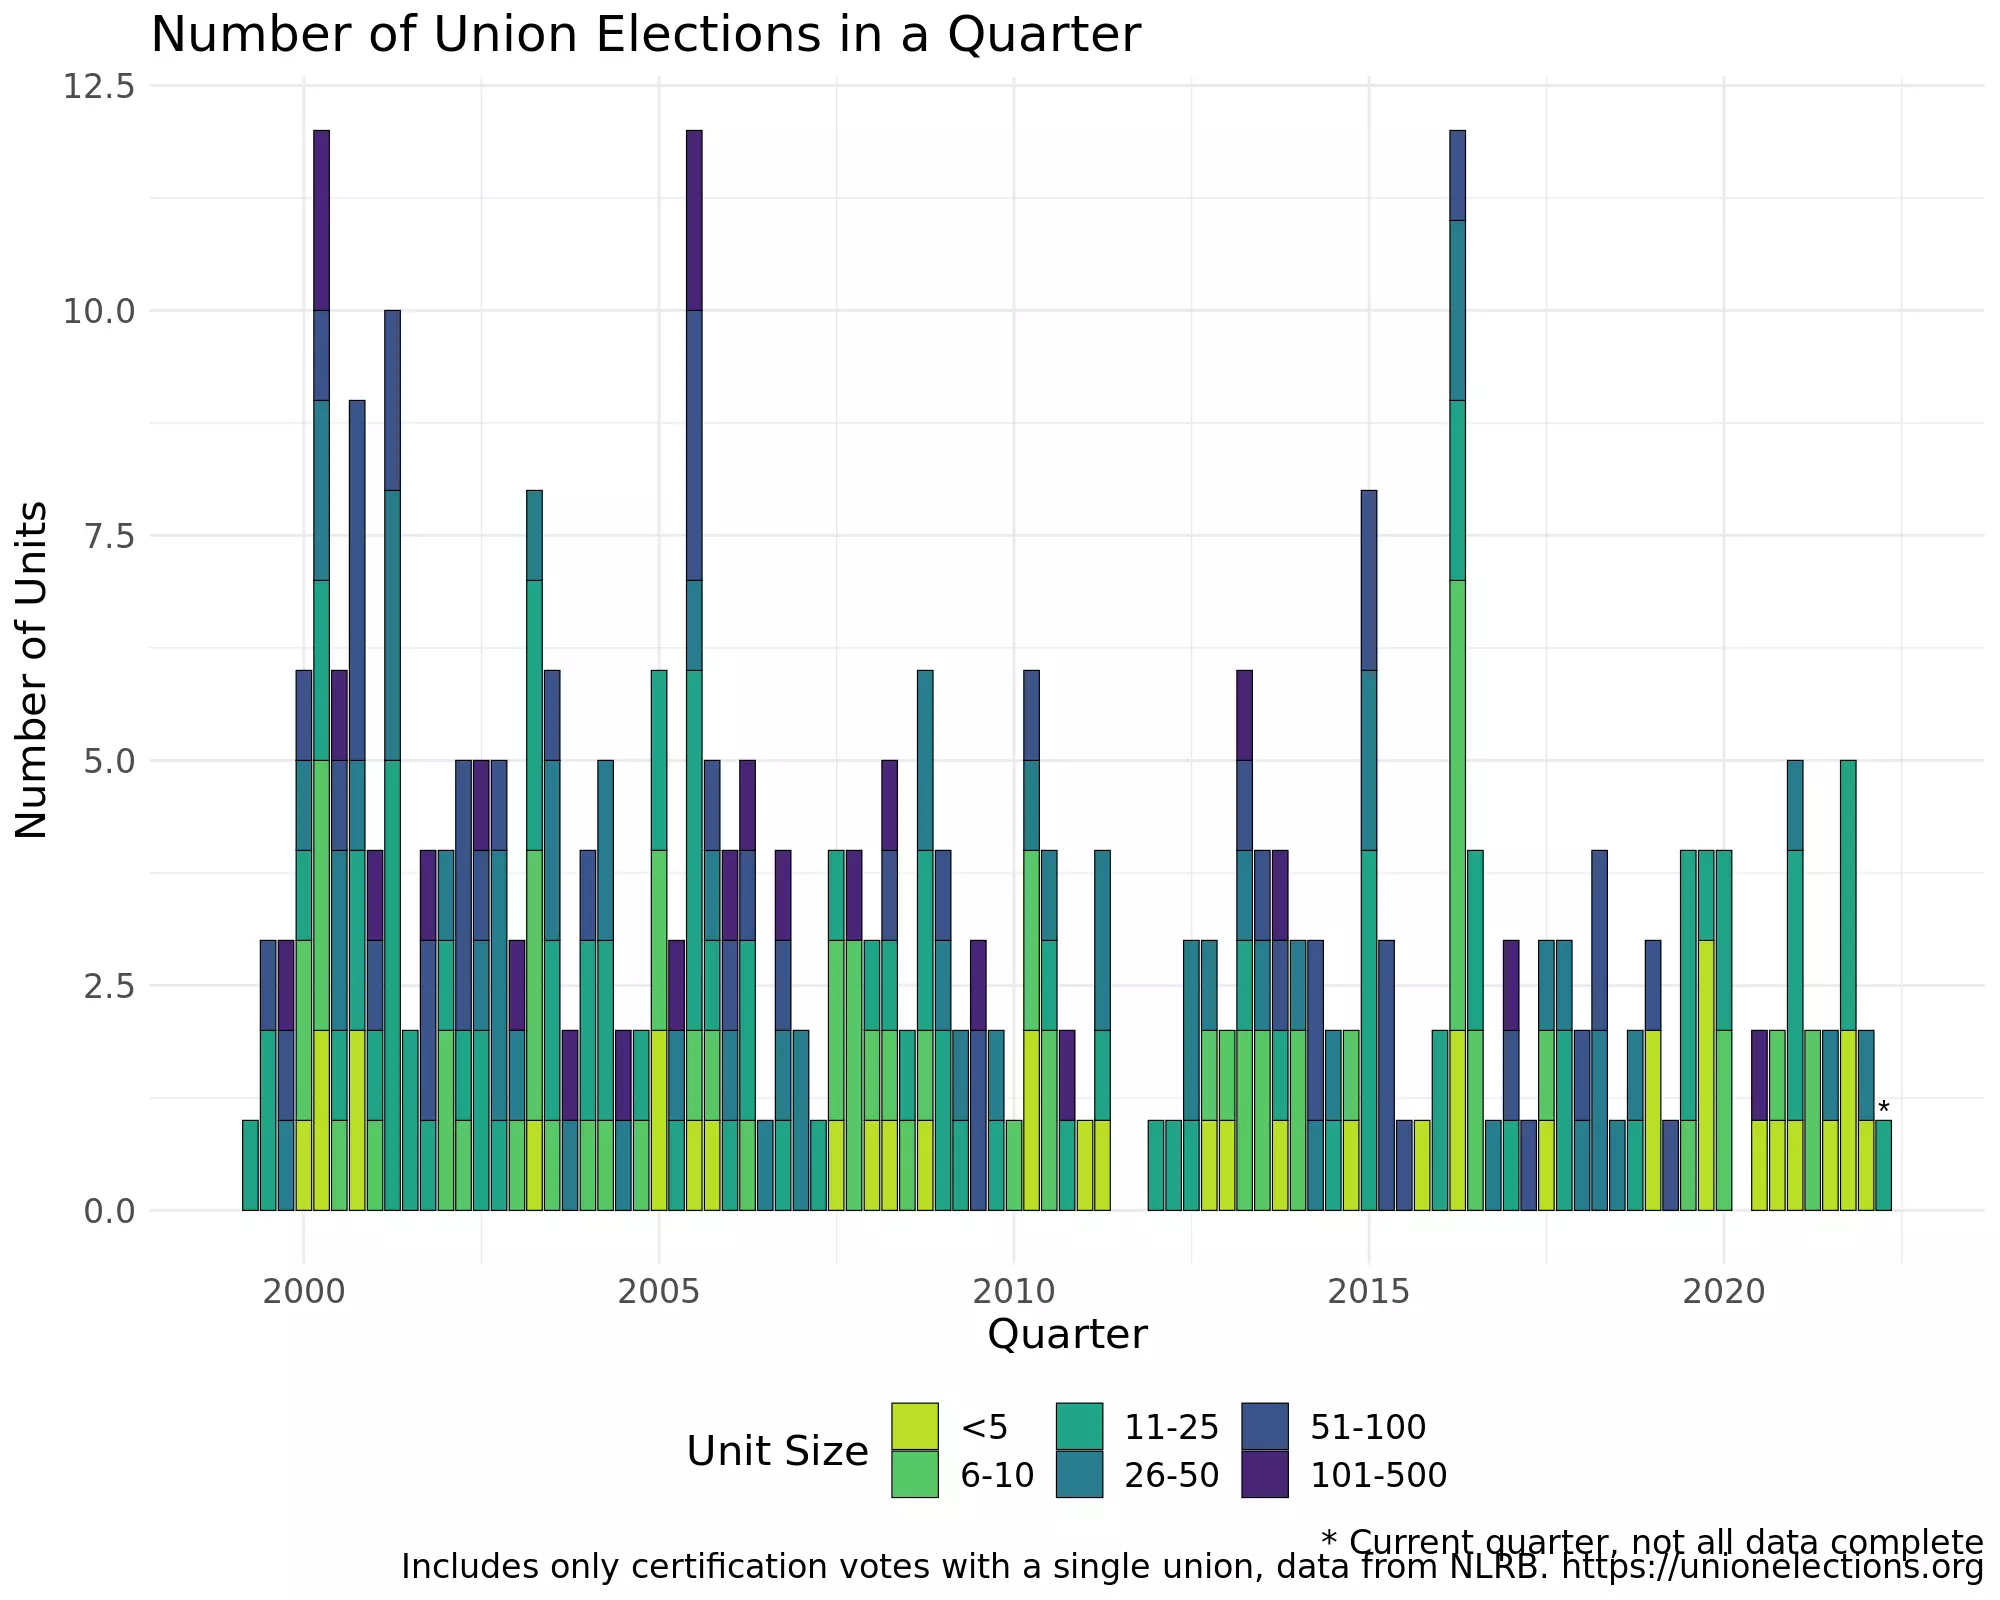 Number of Union Elections in a Quarter
12.5
10.0
7.5
5.0
2.5
0.0
Number of Units
*
2000 2005 2010 2015 2020
Quarter
Unit Size
<5 11-25 51-100
6-10 26-50 101-500
* Current quarter, not all data complete
Includes only certification votes with a single union, data from NLRB. https://unionelections.org